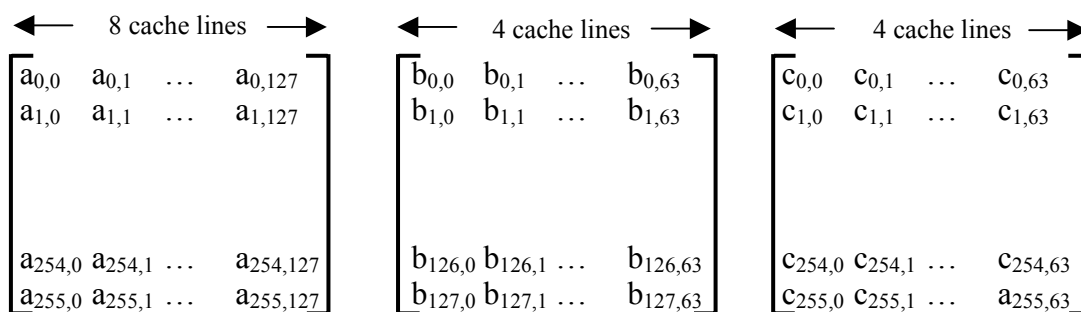 8 cache lines 4 cache lines 4 cache lines
a0,0 a0,1 … a0,127 b0,0 b0,1 … b0,63 c0,0 c0,1 … c0,63
a1,0 a1,1 … a1,127 b1,0 b1,1 … b1,63 c1,0 c1,1 … c1,63
a254,0 a254,1 … a254,127 b126,0 b126,1 … b126,63 c254,0 c254,1 … c254,63
a255,0 a255,1 … a255,127 b127,0 b127,1 … b127,63 c255,0 c255,1 … a255,63